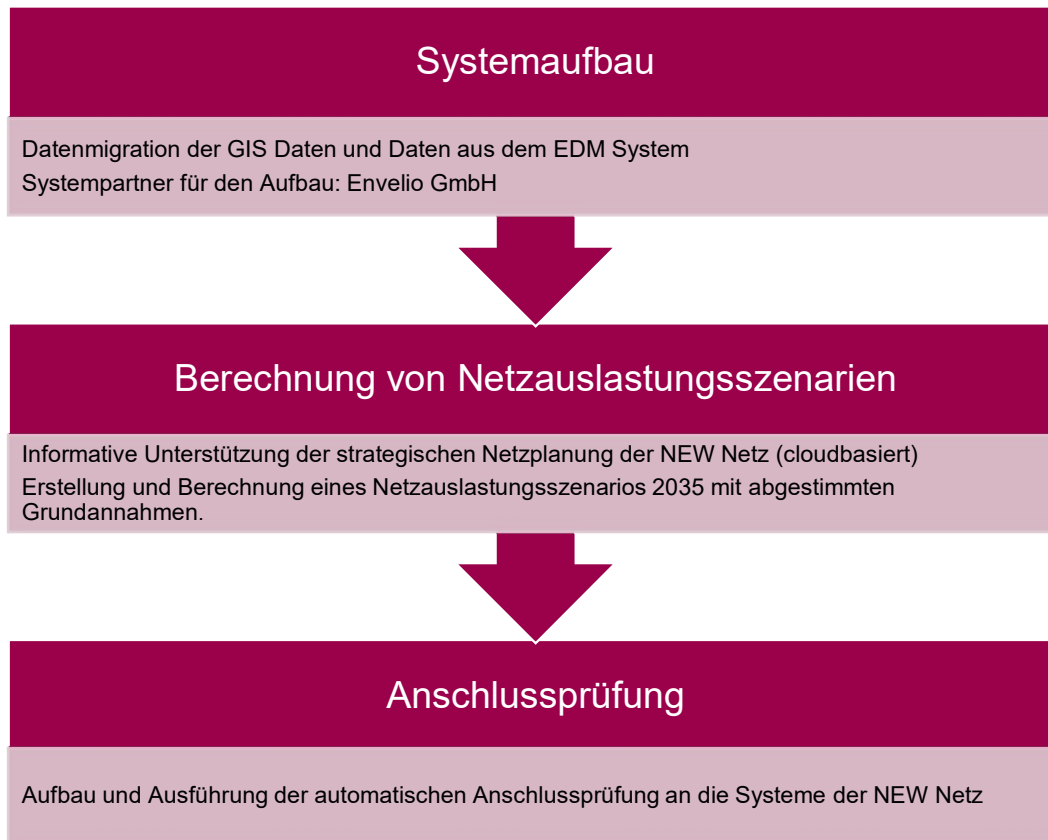 Systemaufbau
Datenmigration der GIS Daten und Daten aus dem EDM System
Systempartner für den Aufbau: Envelio GmbH
Berechnung von Netzauslastungsszenarien
Informative Unterstützung der strategischen Netzplanung der NEW Netz (cloudbasiert)
Erstellung und Berechnung eines Netzauslastungsszenarios 2035 mit abgestimmten
Grundannahmen.
Anschlussprüfung
Aufbau und Ausführung der automatischen Anschlussprüfung an die Systeme der NEW Netz